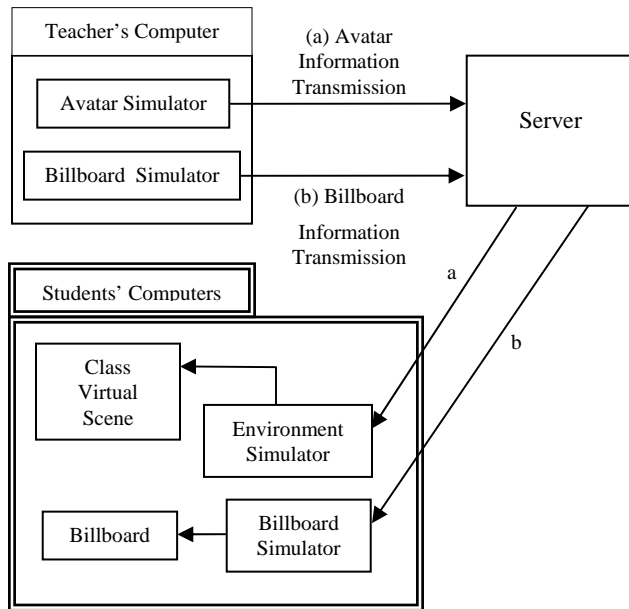 Teacher's Computer
Avatar Simulator
Billboard Simulator
(a) Avatar
Information
Transmission
(b) Billboard
Information
Transmission
Server
a
b
Students' Computers
Class
Virtual
Scene
Environment
Simulator
Billboard
Billboard
Simulator